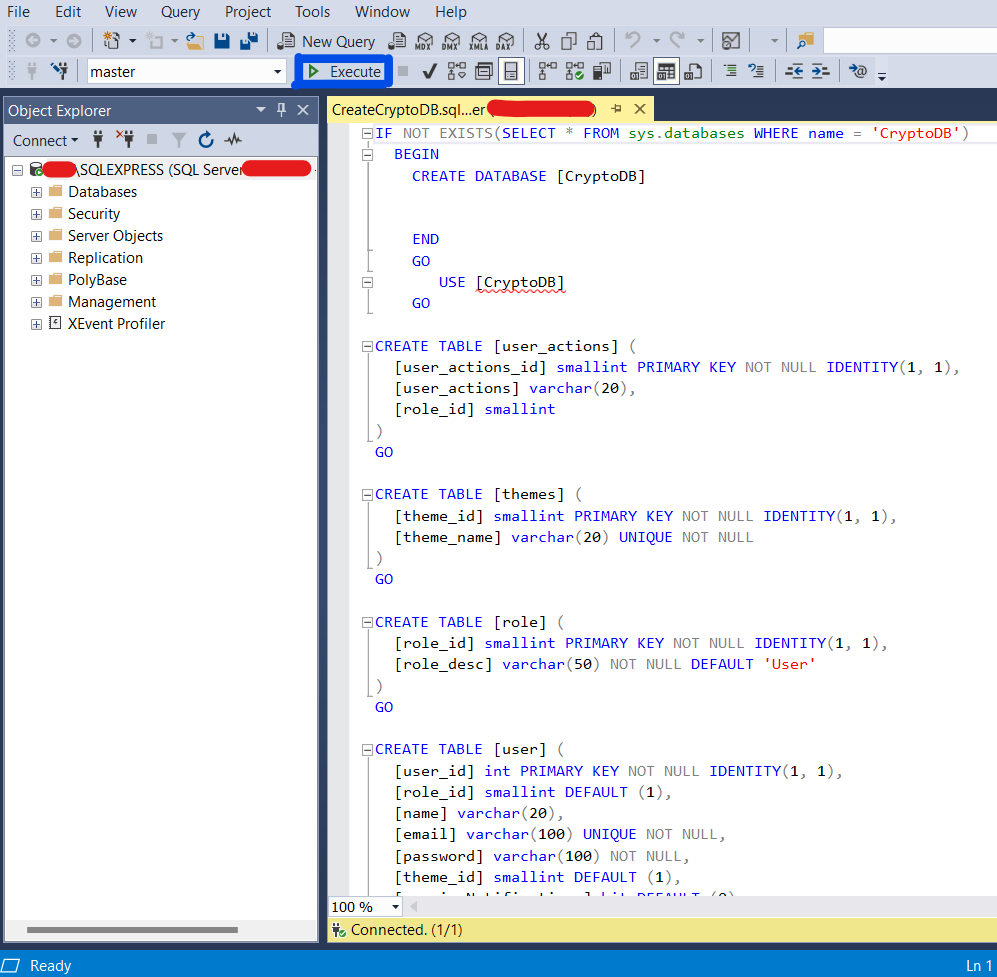 File Edit View Query Project Tools Window Help
New Query MDX DMX XMLA DAX
master Execute
Object Explorer
Connect
\SQLEXPRESS (SQL Server
Databases
Security
Server Objects
Replication
PolyBase
Management
XEvent Profiler
CreateCryptoDB.sql...er ( )
IF NOT EXISTS(SELECT * FROM sys.databases WHERE name = 'CryptoDB')
BEGIN
CREATE DATABASE [CryptoDB]
END
GO
USE [CryptoDB]
GO
CREATE TABLE [user_actions] (
[user_actions_id] smallint PRIMARY KEY NOT NULL IDENTITY(1, 1),
[user_actions] varchar(20),
[role_id] smallint
)
GO
CREATE TABLE [themes] (
[theme_id] smallint PRIMARY KEY NOT NULL IDENTITY(1, 1),
[theme_name] varchar(20) UNIQUE NOT NULL
)
GO
CREATE TABLE [role] (
[role_id] smallint PRIMARY KEY NOT NULL IDENTITY(1, 1),
[role_desc] varchar(50) NOT NULL DEFAULT 'User'
)
GO
CREATE TABLE [user] (
[user_id] int PRIMARY KEY NOT NULL IDENTITY(1, 1),
[role_id] smallint DEFAULT (1),
[name] varchar(20),
[email] varchar(100) UNIQUE NOT NULL,
[password] varchar(100) NOT NULL,
[theme_id] smallint DEFAULT (1),
100 %
Connected. (1/1)
Ready Ln 1